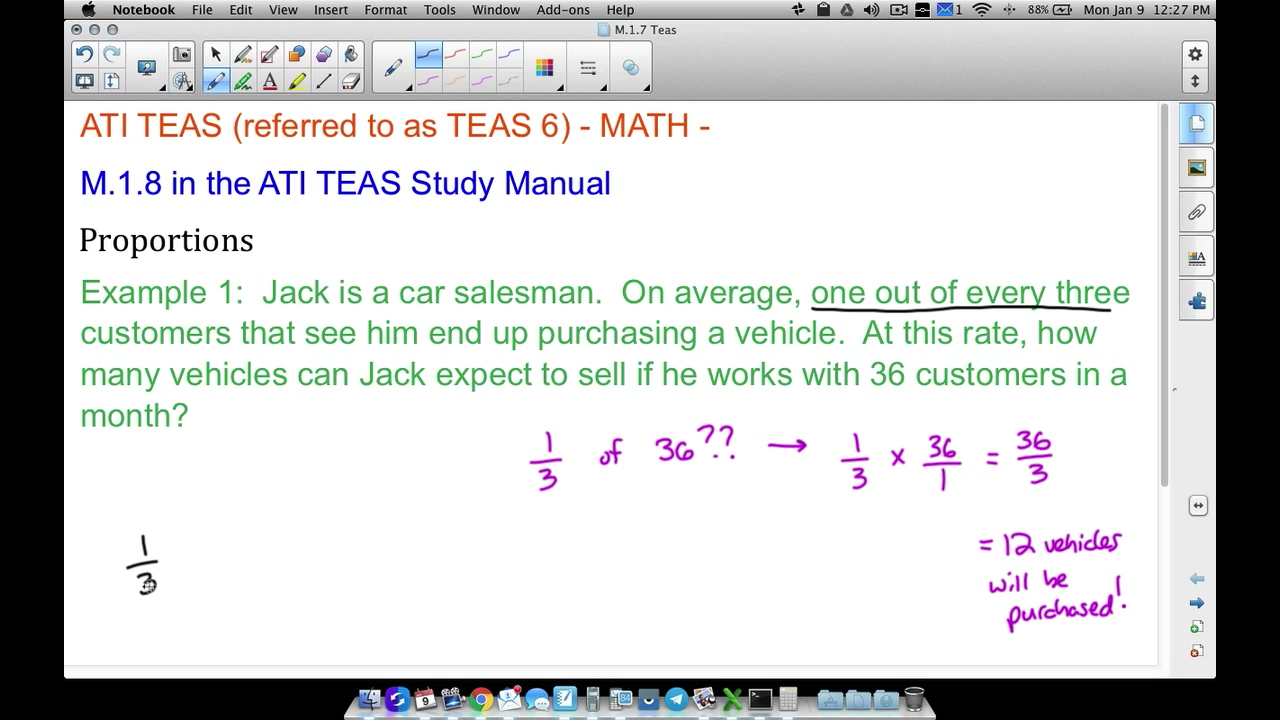 Notebook File Edit View Insert Format Tools Window Add-ons Help 1 88% Mon Jan 9 12:27 PM
M.1.7 Teas
ATI TEAS (referred to as TEAS 6) - MATH -
M.1.8 in the ATI TEAS Study Manual
Proportions
Example 1: Jack is a car salesman. On average, one out of every three
customers that see him end up purchasing a vehicle. At this rate, how
many vehicles can Jack expect to sell if he works with 36 customers in a
month?
1/3 of 36?? → 1/3 × 36/1 = 36/3
= 12 vehicles
will be
purchased!
1/3